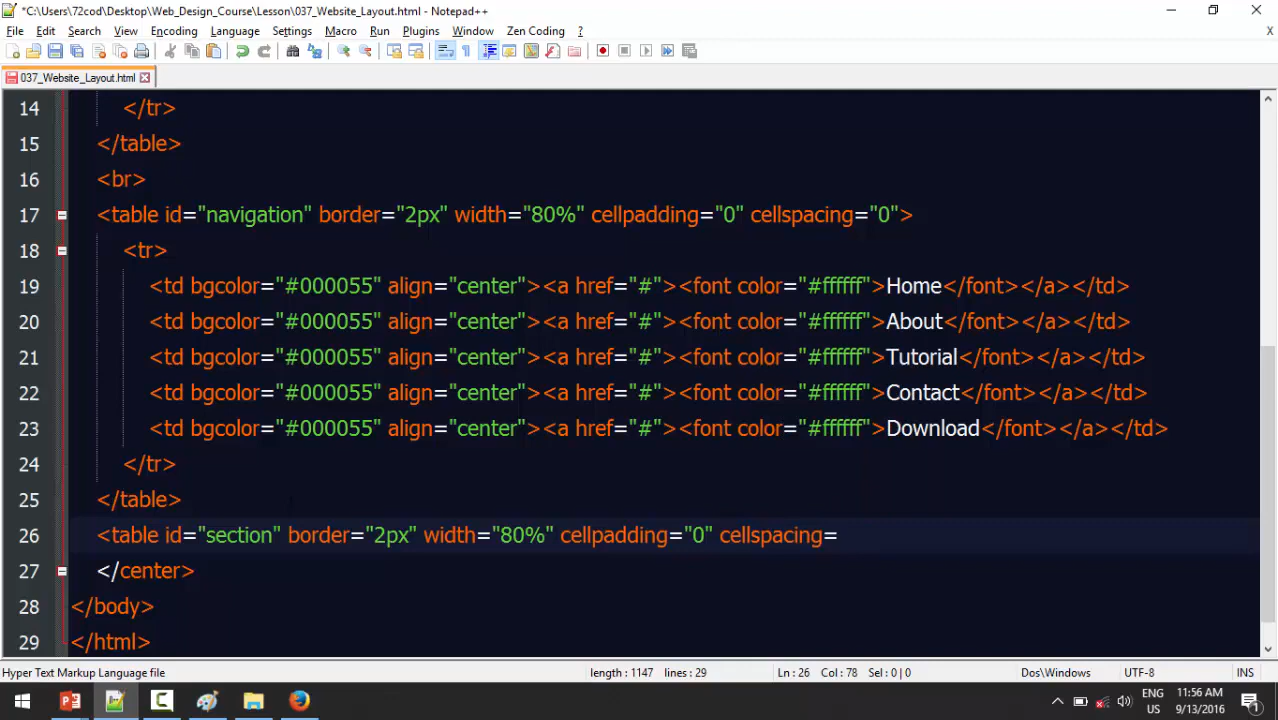 *C:\Users\72cod\Desktop\Web_Design_Course\Lesson\037_Website_Layout.html - Notepad++
File Edit Search View Encoding Language Settings Macro Run Plugins Window Zen Coding ? X
037_Website_Layout.html
14 </tr>
15 </table>
16 <br>
17 <table id="navigation" border="2px" width="80%" cellpadding="0" cellspacing="0">
18 <tr>
19 <td bgcolor="#000055" align="center"><a href="#"><font color="#ffffff">Home</font></a></td>
20 <td bgcolor="#000055" align="center"><a href="#"><font color="#ffffff">About</font></a></td>
21 <td bgcolor="#000055" align="center"><a href="#"><font color="#ffffff">Tutorial</font></a></td>
22 <td bgcolor="#000055" align="center"><a href="#"><font color="#ffffff">Contact</font></a></td>
23 <td bgcolor="#000055" align="center"><a href="#"><font color="#ffffff">Download</font></a></td>
24 </tr>
25 </table>
26 <table id="section" border="2px" width="80%" cellpadding="0" cellspacing=
27 </center>
28 </body>
29 </html>
Hyper Text Markup Language file length : 1147 lines : 29 Ln : 26 Col : 78 Sel : 0 | 0 Dos\Windows UTF-8 INS
ENG 11:56 AM
US 9/13/2016 1